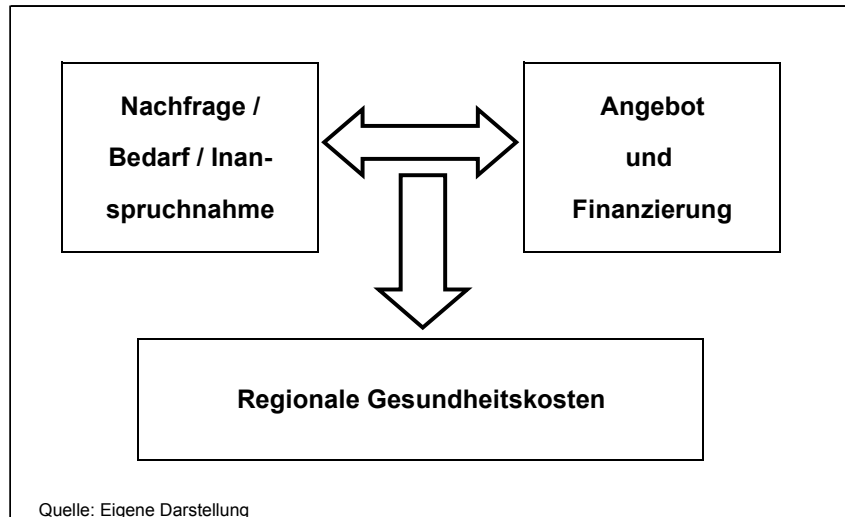 Nachfrage /
Bedarf / Inan-
spruchnahme
Angebot
und
Finanzierung
Regionale Gesundheitskosten
Quelle: Eigene Darstellung